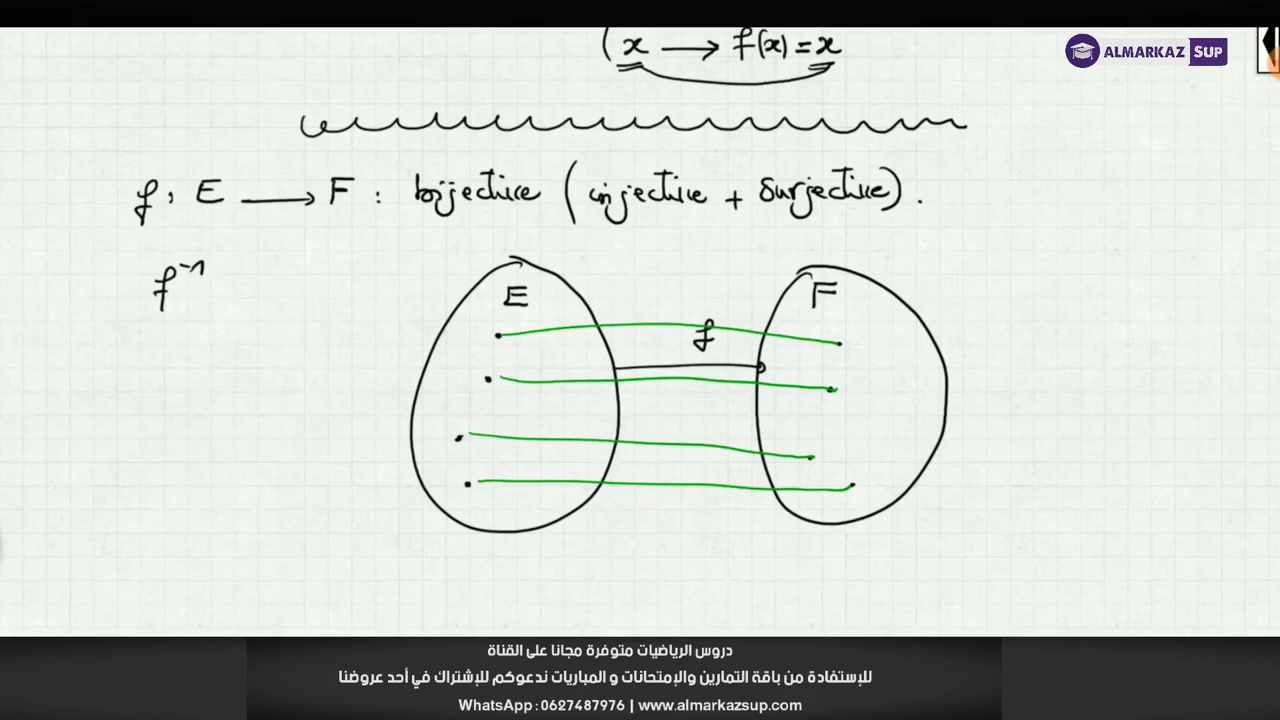 (x ⟶ f(x) = x
ALMARKAZ SUP
f : E ⟶ F : bijective (injective + surjective).
f⁻¹
E
F
f
دروس الرياضيات متوفرة مجانا على القناة
للإستفادة من باقة التمارين والإمتحانات و المباريات ندعوكم للإشتراك في أحد عروضنا
WhatsApp : 0627487976 | www.almarkazsup.com